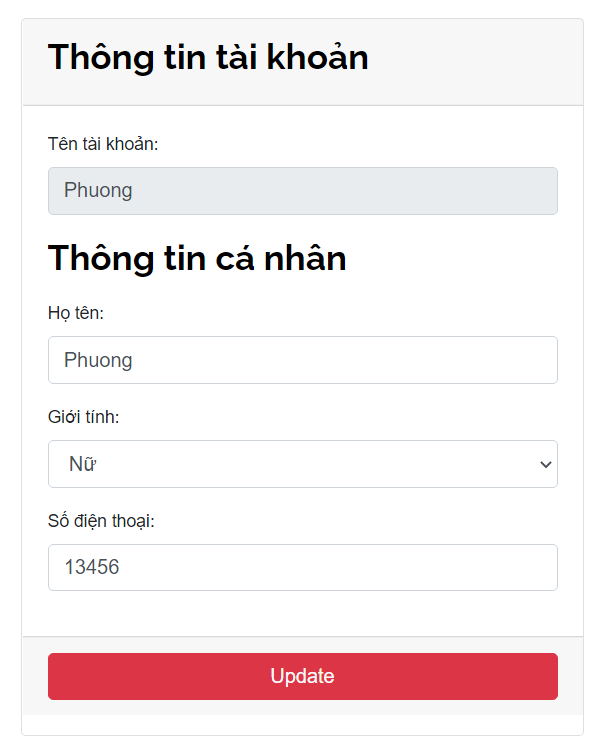 Thông tin tài khoản
Tên tài khoản:
Phuong
Thông tin cá nhân
Họ tên:
Phuong
Giới tính:
Nữ
Số điện thoại:
13456
Update